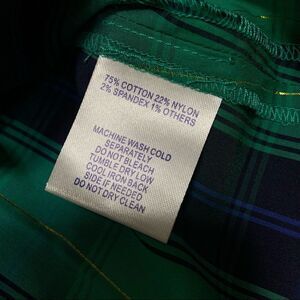 75% COTTON 22% NYLON
2% SPANDEX 1% OTHERS
MACHINE WASH COLD
SEPARATELY
DO NOT BLEACH
TUMBLE DRY LOW
COOL IRON BACK
SIDE IF NEEDED
DO NOT DRY CLEAN